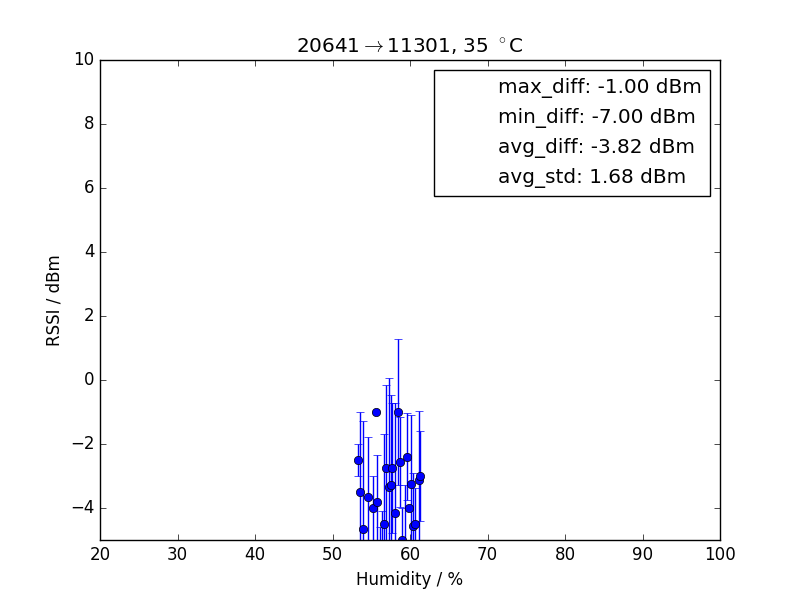 20641→11301, 35 °C
max_diff: -1.00 dBm
min_diff: -7.00 dBm
avg_diff: -3.82 dBm
avg_std: 1.68 dBm
RSSI / dBm
10
8
6
4
2
0
−2
−4
20 30 40 50 60 70 80 90 100
Humidity / %